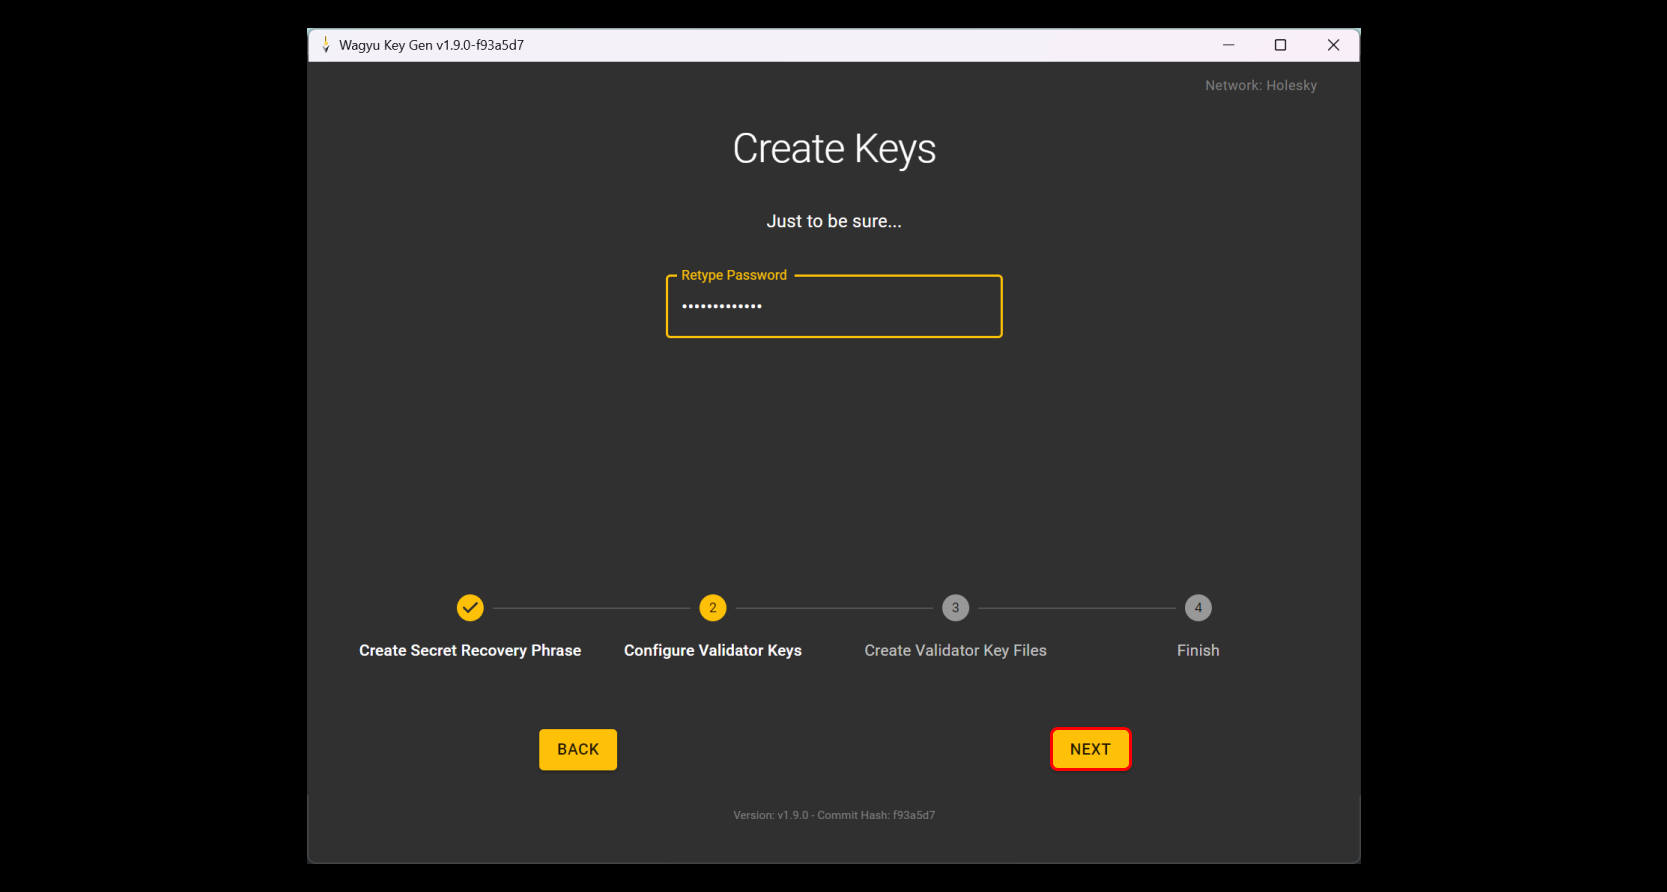 Wagyu Key Gen v1.9.0-f93a5d7
Network: Holesky
Create Keys
Just to be sure...
Retype Password
•••••••••••••
2
3
4
Create Secret Recovery Phrase
Configure Validator Keys
Create Validator Key Files
Finish
BACK
NEXT
Version: v1.9.0 - Commit Hash: f93a5d7